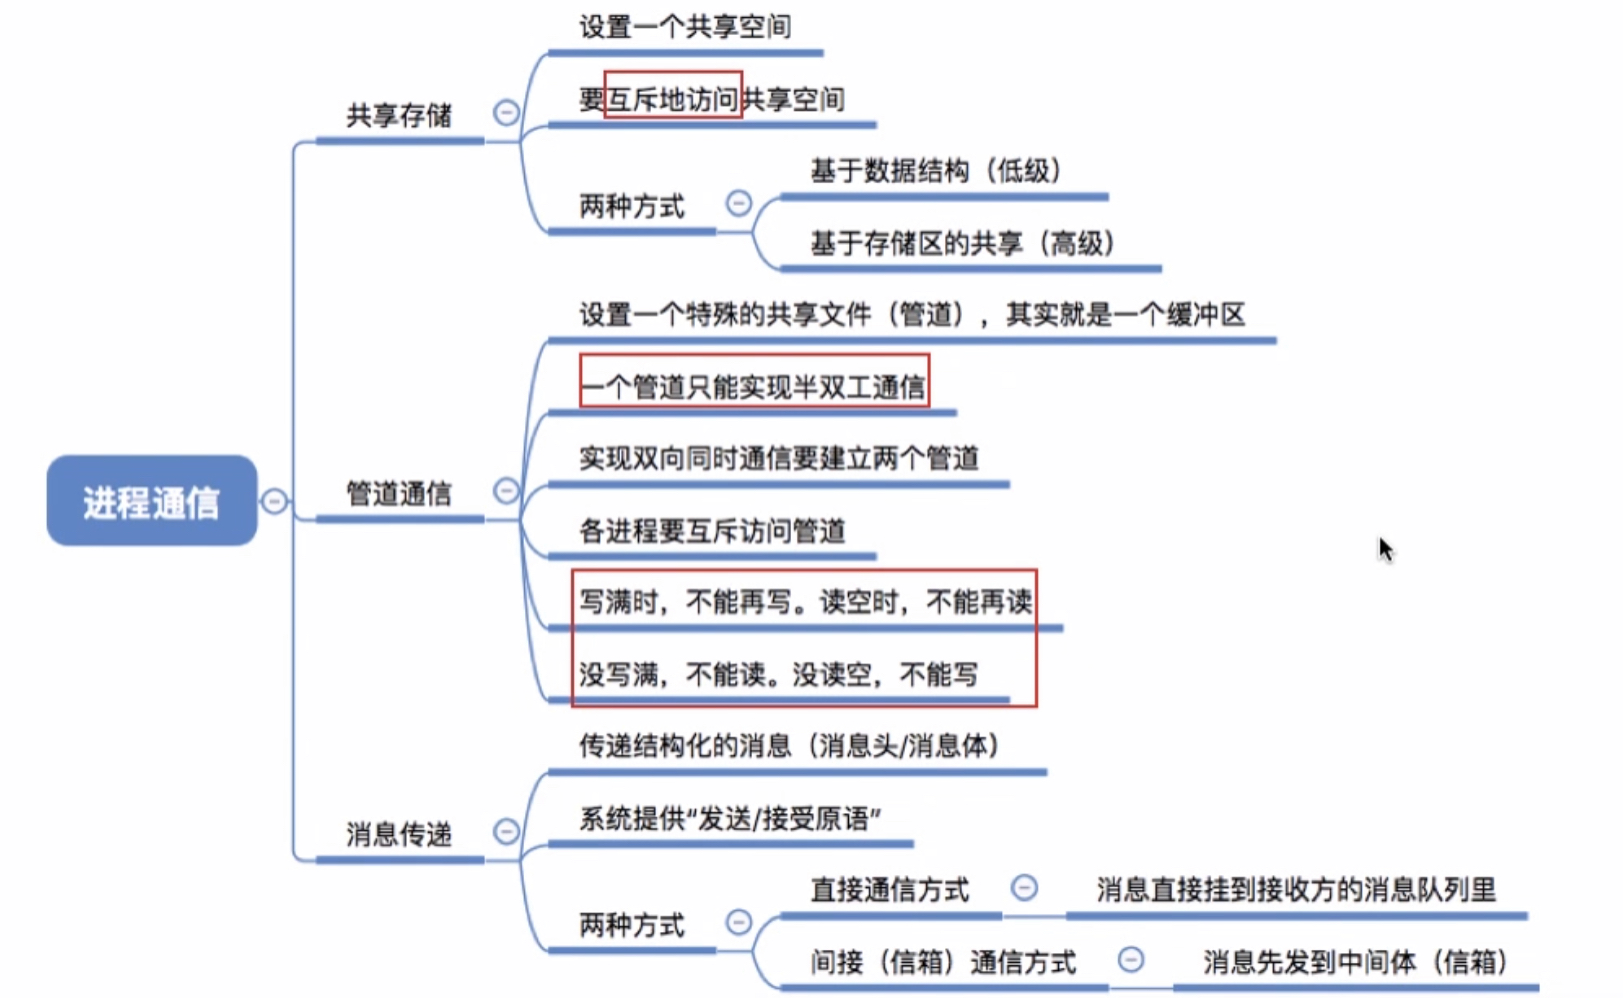 设置一个共享空间
要互斥地访问共享空间
共享存储
基于数据结构（低级）
两种方式
基于存储区的共享（高级）
设置一个特殊的共享文件（管道），其实就是一个缓冲区
一个管道只能实现半双工通信
实现双向同时通信要建立两个管道
进程通信
管道通信
各进程要互斥访问管道
写满时，不能再写。读空时，不能再读
没写满，不能读。没读空，不能写
传递结构化的消息（消息头/消息体）
系统提供“发送/接受原语”
消息传递
直接通信方式
消息直接挂到接收方的消息队列里
两种方式
间接（信箱）通信方式
消息先发到中间体（信箱）